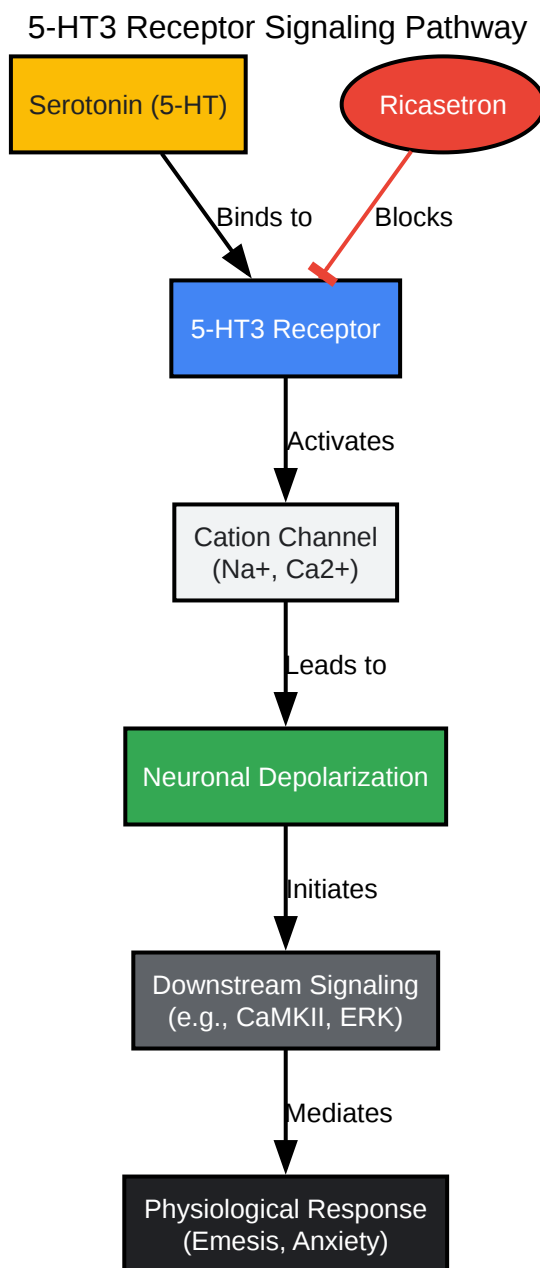 5-HT3 Receptor Signaling Pathway
Serotonin (5-HT)
Ricasetron
Binds to
Blocks
5-HT3 Receptor
Activates
Cation Channel
(Na+, Ca2+)
Leads to
Neuronal Depolarization
Initiates
Downstream Signaling
(e.g., CaMKII, ERK)
Mediates
Physiological Response
(Emesis, Anxiety)